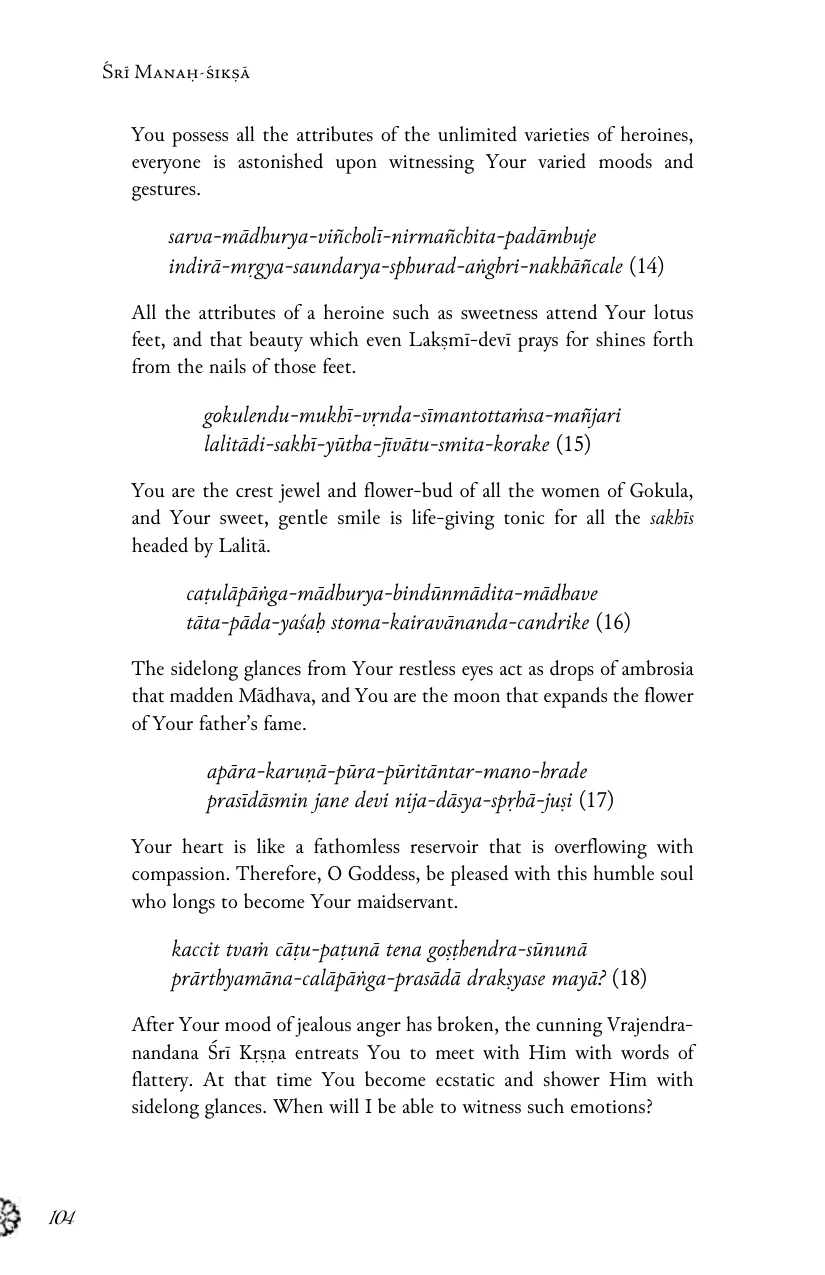 Śrī Manaḥ-śikṣā
You possess all the attributes of the unlimited varieties of heroines,
everyone is astonished upon witnessing Your varied moods and
gestures.
sarva-mādhurya-viñcholī-nirmañchita-padāmbuje
indirā-mṛgya-saundarya-sphurad-aṅghri-nakhāñcale (14)
All the attributes of a heroine such as sweetness attend Your lotus
feet, and that beauty which even Lakṣmī-devī prays for shines forth
from the nails of those feet.
gokulendu-mukhī-vṛnda-sīmantottaṁsa-mañjari
lalitādi-sakhī-yūtha-jīvātu-smita-korake (15)
You are the crest jewel and flower-bud of all the women of Gokula,
and Your sweet, gentle smile is life-giving tonic for all the sakhīs
headed by Lalitā.
caṭulāpāṅga-mādhurya-bindūnmādita-mādhave
tāta-pāda-yaśaḥ stoma-kairavānanda-candrike (16)
The sidelong glances from Your restless eyes act as drops of ambrosia
that madden Mādhava, and You are the moon that expands the flower
of Your father’s fame.
apāra-karuṇā-pūra-pūritāntar-mano-hrade
prasīdāsmin jane devi nija-dāsya-spṛhā-juṣi (17)
Your heart is like a fathomless reservoir that is overflowing with
compassion. Therefore, O Goddess, be pleased with this humble soul
who longs to become Your maidservant.
kaccit tvaṁ cāṭu-paṭunā tena goṣṭhendra-sūnunā
prārthyamāna-calāpāṅga-prasādā drakṣyase mayā? (18)
After Your mood of jealous anger has broken, the cunning Vrajendra-
nandana Śrī Kṛṣṇa entreats You to meet with Him with words of
flattery. At that time You become ecstatic and shower Him with
sidelong glances. When will I be able to witness such emotions?
104